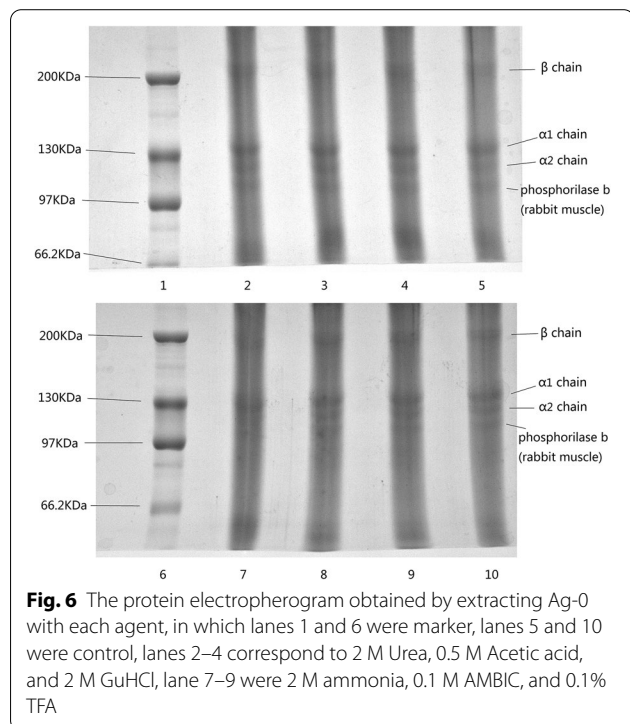 200KDa
β chain
130KDa
α1 chain
α2 chain
97KDa
phosphorilase b
(rabbit muscle)
66.2KDa
1 2 3 4 5
200KDa
β chain
130KDa
α1 chain
α2 chain
97KDa
phosphorilase b
(rabbit muscle)
66.2KDa
6 7 8 9 10
Fig. 6 The protein electropherogram obtained by extracting Ag-0
with each agent, in which lanes 1 and 6 were marker, lanes 5 and 10
were control, lanes 2–4 correspond to 2 M Urea, 0.5 M Acetic acid,
and 2 M GuHCl, lane 7–9 were 2 M ammonia, 0.1 M AMBIC, and 0.1%
TFA